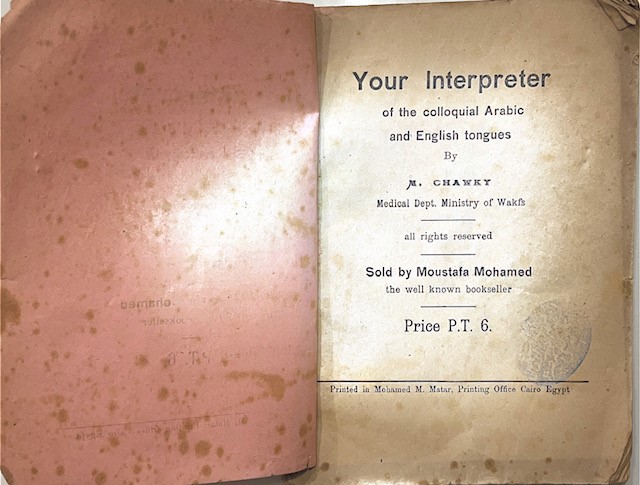 Your Interpreter
of the colloquial Arabic
and English tongues
By
M. CHAWKY
Medical Dept. Ministry of Wakfs
all rights reserved
Sold by Moustafa Mohamed
the well known bookseller
Price P.T. 6.
Printed in Mohamed M. Matar, Printing Office Cairo Egypt